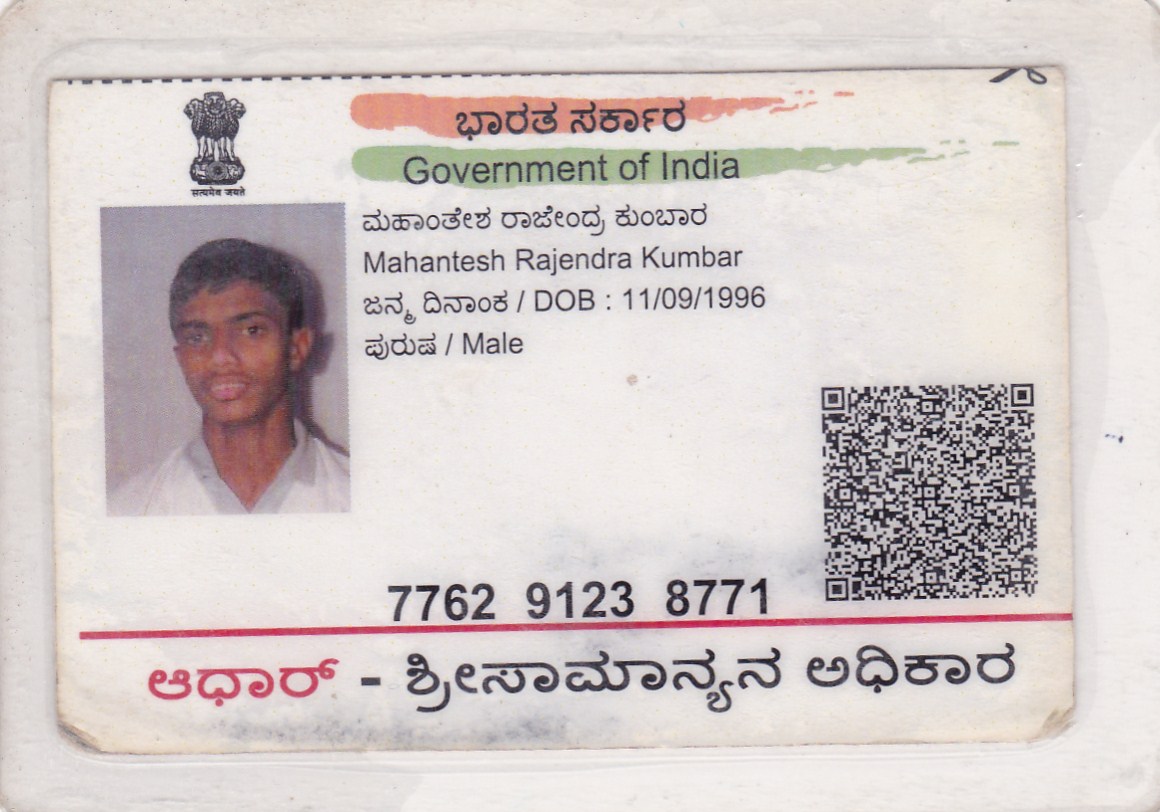 सत्यमेव जयते
ಭಾರತ ಸರ್ಕಾರ
Government of India
ಮಹಾಂತೇಶ ರಾಜೇಂದ್ರ ಕುಂಬಾರ
Mahantesh Rajendra Kumbar
ಜನ್ಮ ದಿನಾಂಕ / DOB : 11/09/1996
ಪುರುಷ / Male
7762 9123 8771
ಆಧಾರ್ - ಶ್ರೀಸಾಮಾನ್ಯನ ಅಧಿಕಾರ